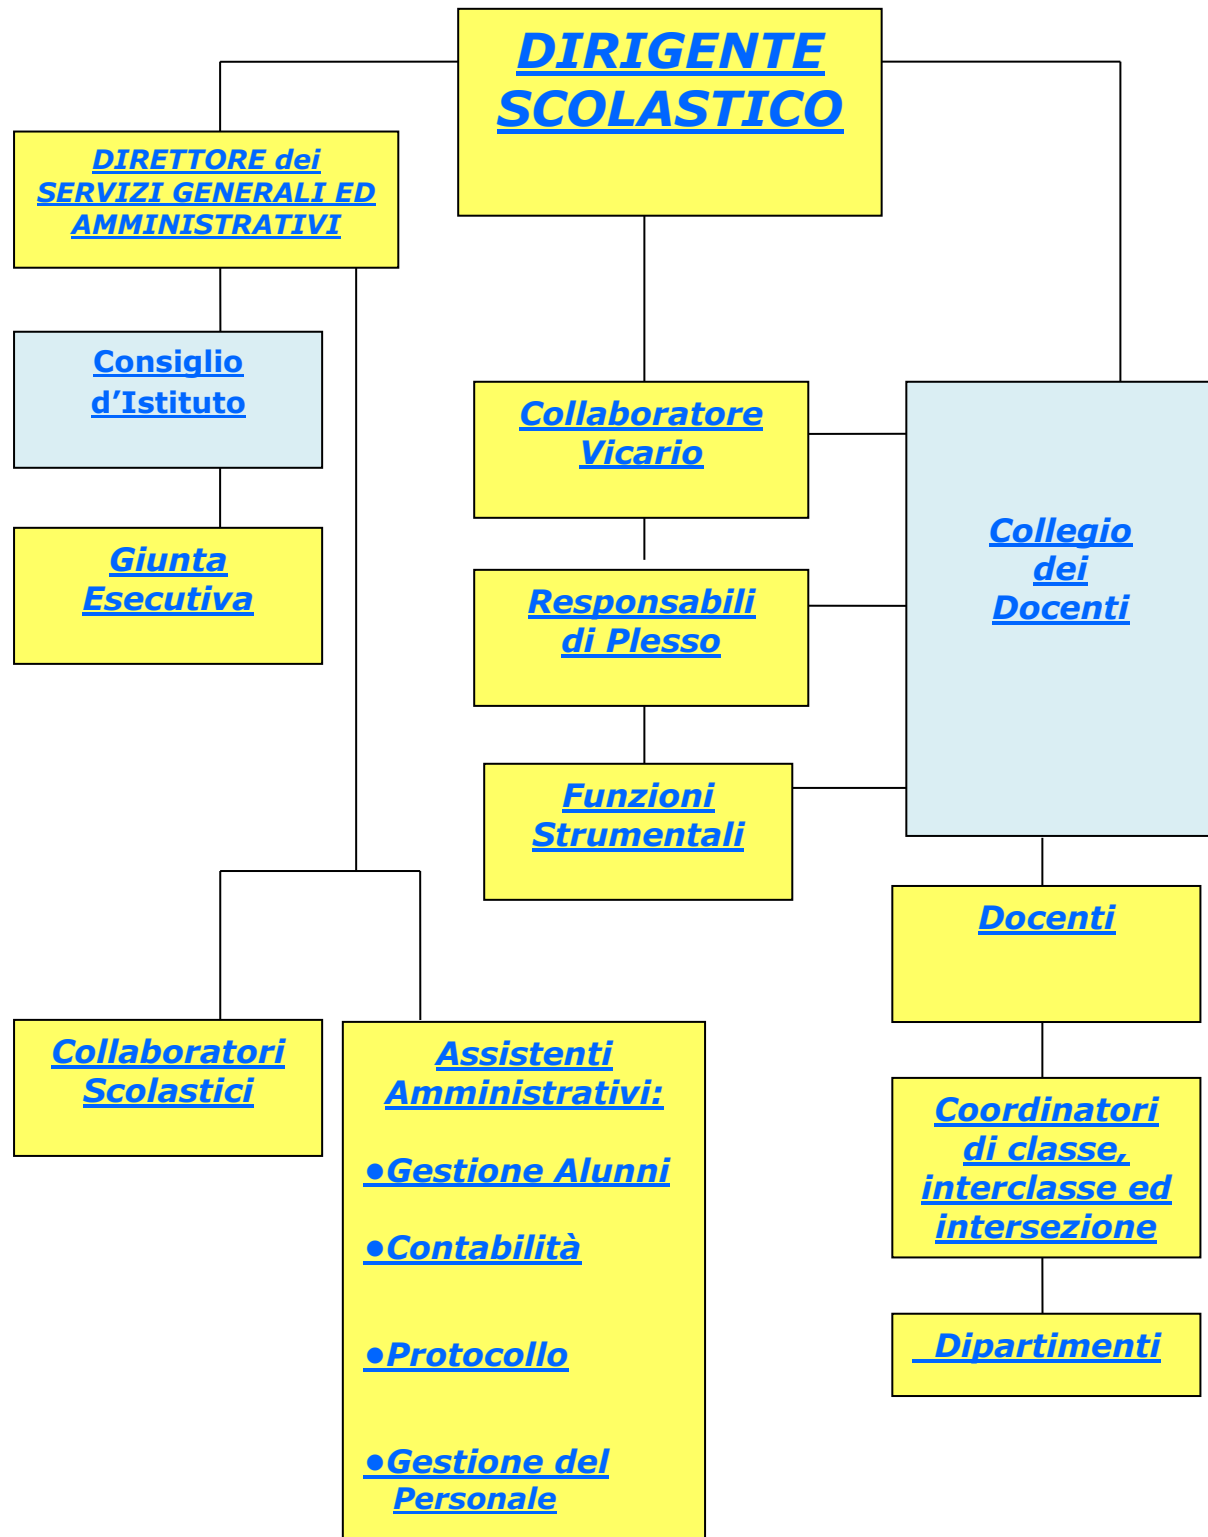 DIRIGENTE
SCOLASTICO
DIRETTORE dei
SERVIZI GENERALI ED
AMMINISTRATIVI
Consiglio
d’Istituto
Giunta
Esecutiva
Collaboratore
Vicario
Responsabili
di Plesso
Funzioni
Strumentali
Collegio
dei
Docenti
Docenti
Coordinatori
di classe,
interclasse ed
intersezione
Dipartimenti
Collaboratori
Scolastici
Assistenti
Amministrativi:
●Gestione Alunni
●Contabilità
●Protocollo
●Gestione del
Personale